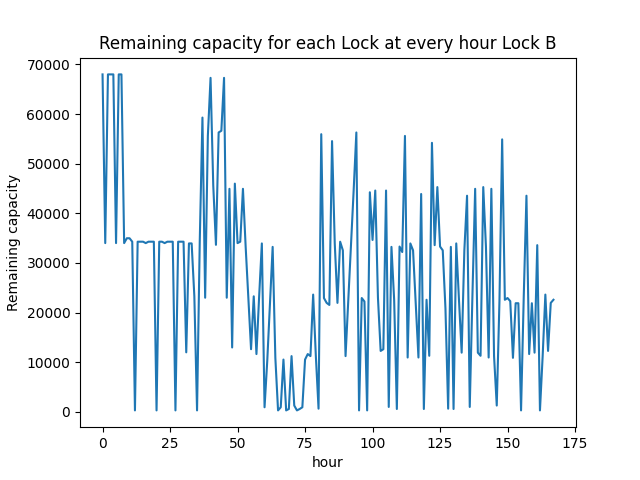 Remaining capacity for each Lock at every hour Lock B
70000
60000
50000
40000
30000
20000
10000
0
Remaining capacity
0 25 50 75 100 125 150 175
hour